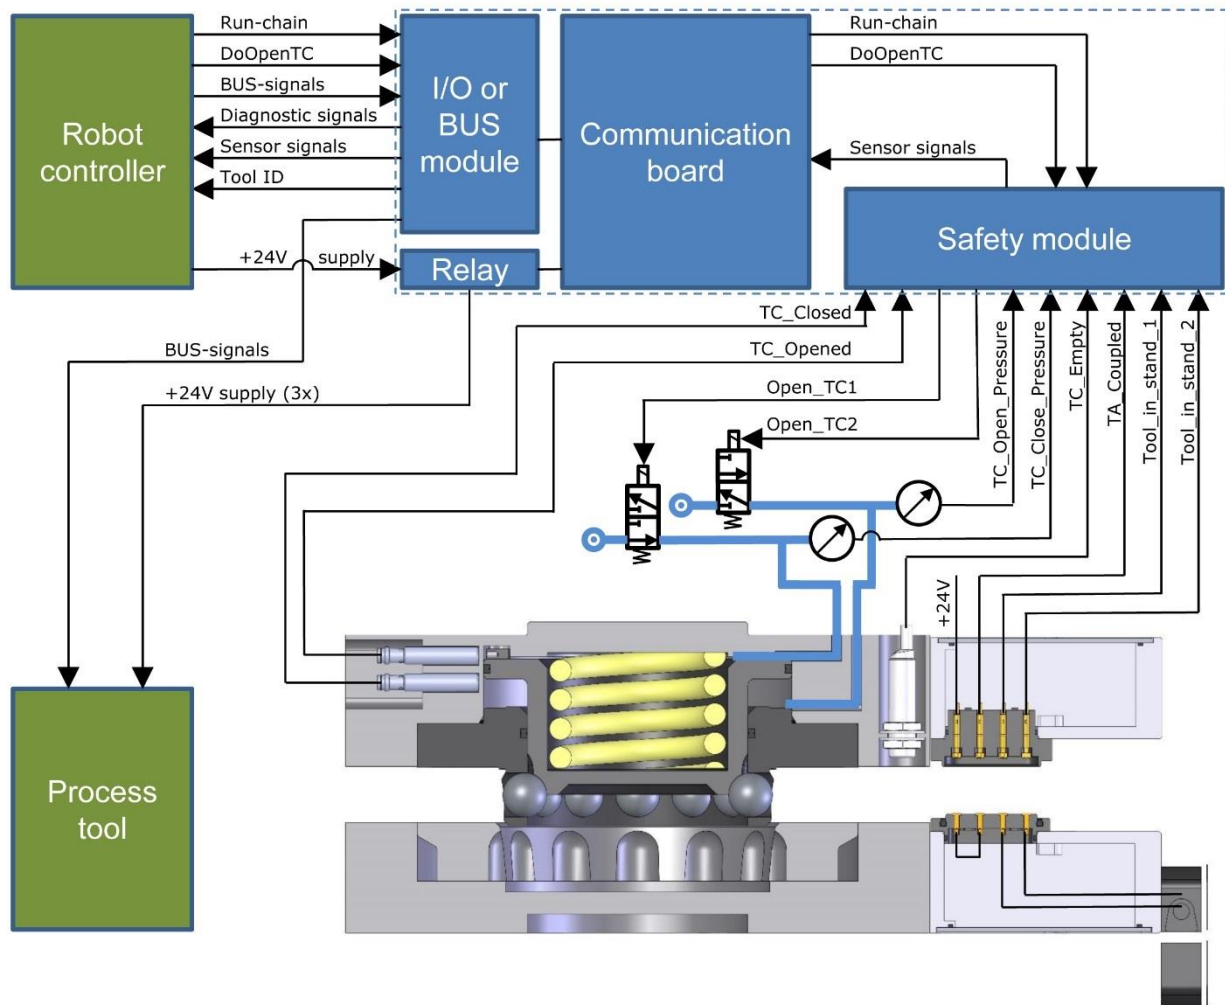 Run-chain
DoOpenTC
BUS-signals
Diagnostic signals
Sensor signals
Tool ID
+24V supply
Robot
controller
I/O or
BUS
module
Relay
Communication
board
Run-chain
DoOpenTC
Sensor signals
Safety module
BUS-signals
+24V supply (3x)
TC_Closed
TC_Opened
Open_TC1
Open_TC2
TC_Open_Pressure
TC_Close_Pressure
TC_Empty
TA_Coupled
Tool_in_stand_1
Tool_in_stand_2
+24V
Process
tool